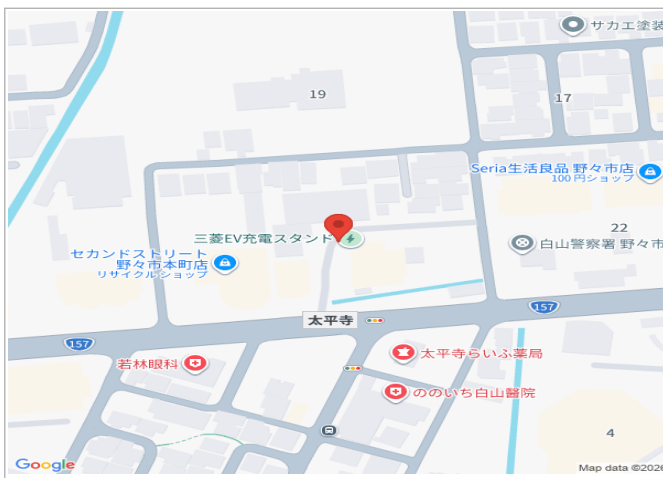 サカエ塗装
19
17
Seria生活良品 野々市店
100 円ショップ
三菱EV充電スタンド
22
白山警察署 野々市
セカンドストリート
野々市本町店
リサイクル ショップ
157
太平寺
157
若林眼科
太平寺らいふ薬局
ののいち白山醫院
4
Google
Map data ©2026